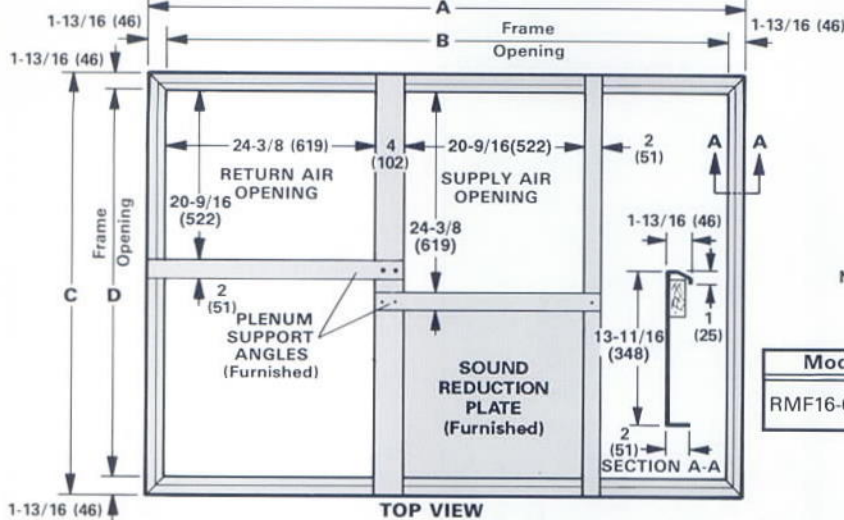 A
1-13/16 (46)
B
Frame
Opening
1-13/16 (46)
1-13/16 (46)
24-3/8 (619)
4
(102)
20-9/16(522)
2
(51)
A A
RETURN AIR
OPENING
SUPPLY AIR
OPENING
20-9/16
(522)
24-3/8
(619)
1-13/16 (46)
Frame
Opening
C
D
2
(51)
1
(25)
PLENUM
SUPPORT
ANGLES
(Furnished)
13-11/16
(348)
SOUND
REDUCTION
PLATE
(Furnished)
2
(51)
SECTION A-A
1-13/16 (46)
TOP VIEW
N
Mod
RMF16-